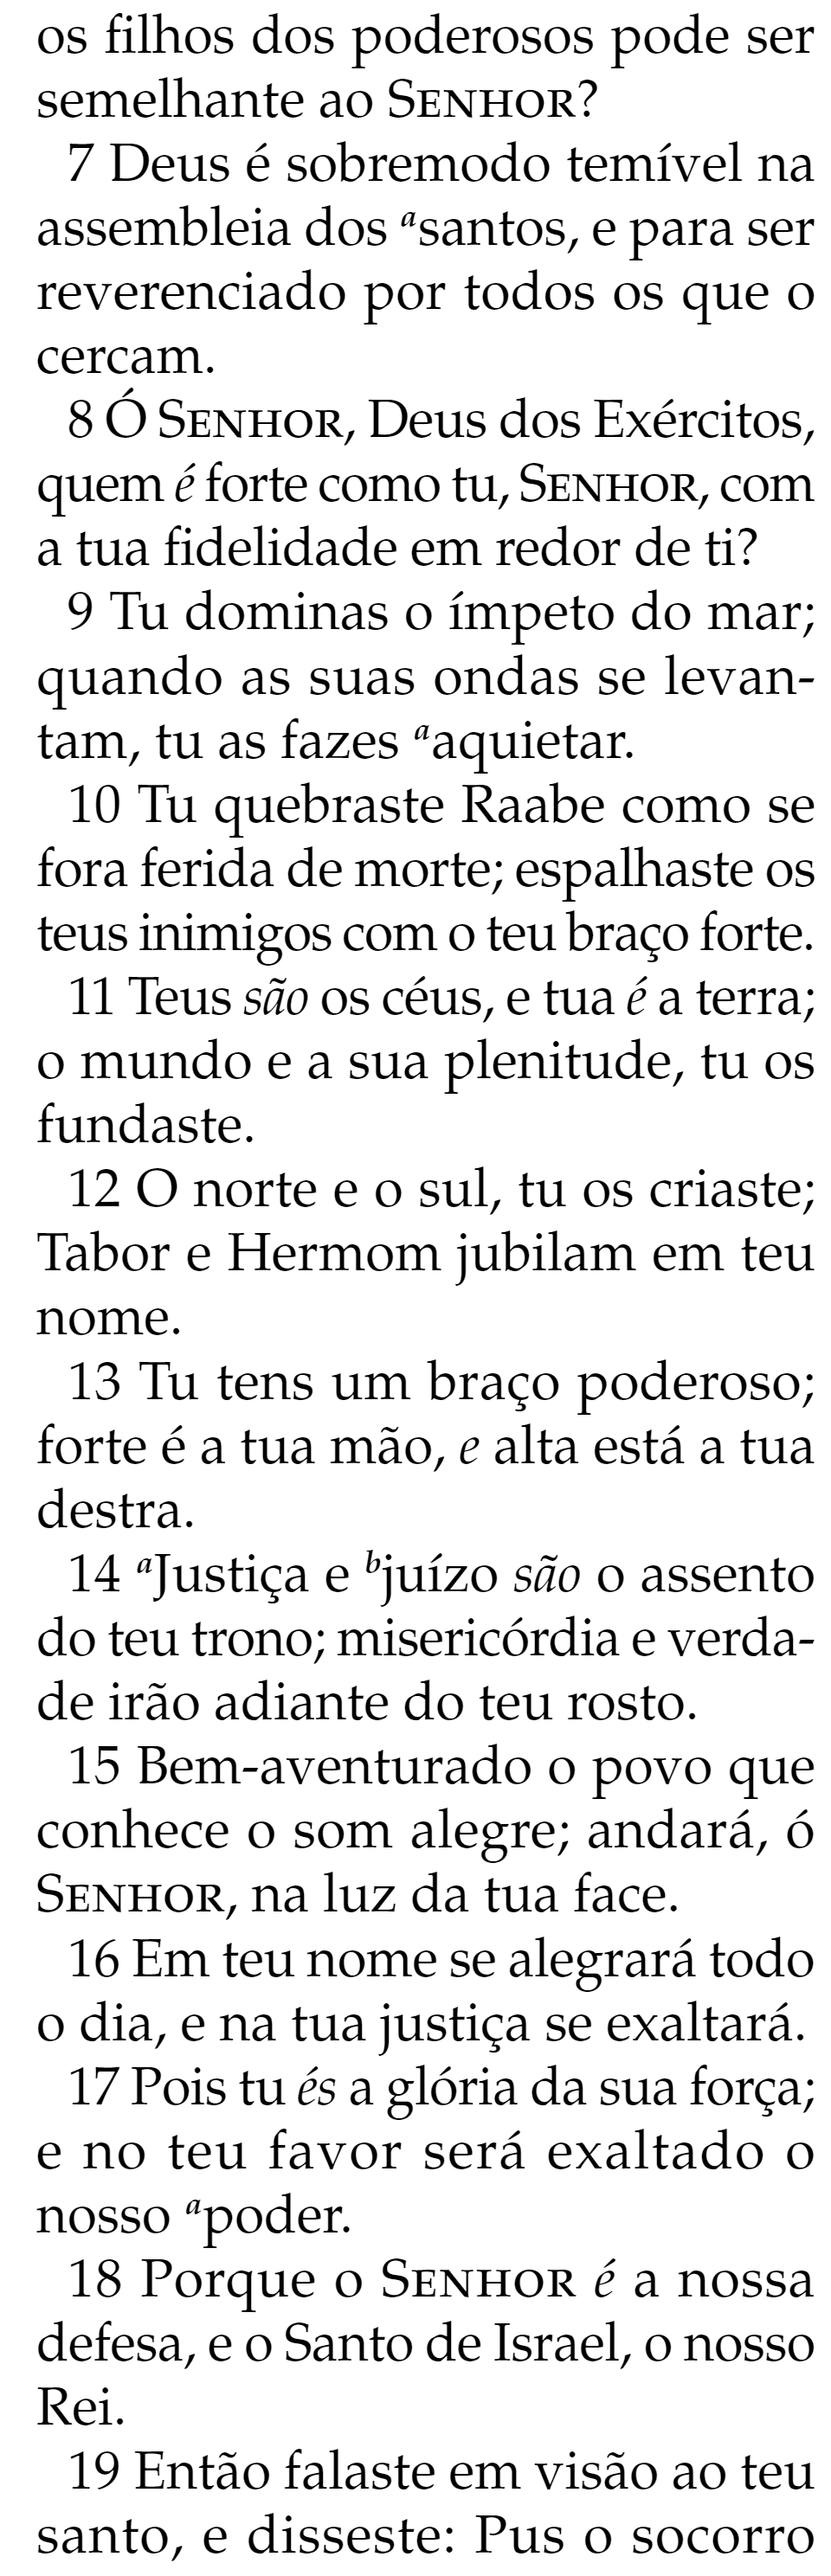 os filhos dos poderosos pode ser
semelhante ao SENHOR?
7 Deus é sobremodo temível na
assembleia dos ᵃsantos, e para ser
reverenciado por todos os que o
cercam.
8 Ó SENHOR, Deus dos Exércitos,
quem é forte como tu, SENHOR, com
a tua fidelidade em redor de ti?
9 Tu dominas o ímpeto do mar;
quando as suas ondas se levan-
tam, tu as fazes ᵃaquietar.
10 Tu quebraste Raabe como se
fora ferida de morte; espalhaste os
teus inimigos com o teu braço forte.
11 Teus são os céus, e tua é a terra;
o mundo e a sua plenitude, tu os
fundaste.
12 O norte e o sul, tu os criaste;
Tabor e Hermom jubilam em teu
nome.
13 Tu tens um braço poderoso;
forte é a tua mão, e alta está a tua
destra.
14 ᵃJustiça e ᵇjuízo são o assento
do teu trono; misericórdia e verda-
de irão adiante do teu rosto.
15 Bem-aventurado o povo que
conhece o som alegre; andará, ó
SENHOR, na luz da tua face.
16 Em teu nome se alegrará todo
o dia, e na tua justiça se exaltará.
17 Pois tu és a glória da sua força;
e no teu favor será exaltado o
nosso ᵃpoder.
18 Porque o SENHOR é a nossa
defesa, e o Santo de Israel, o nosso
Rei.
19 Então falaste em visão ao teu
santo, e disseste: Pus o socorro